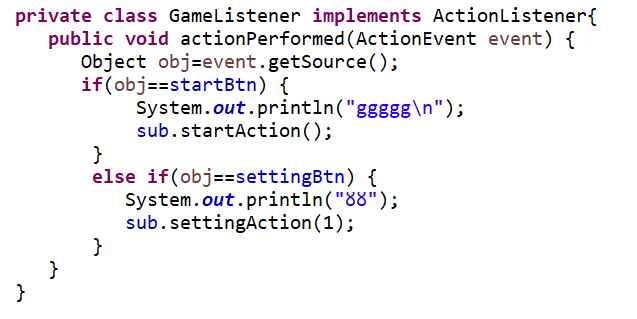 private class GameListener implements ActionListener{
public void actionPerformed(ActionEvent event) {
Object obj=event.getSource();
if(obj==startBtn) {
System.out.println("ggggg\n");
sub.startAction();
}
else if(obj==settingBtn) {
System.out.println("ㅎㅎ");
sub.settingAction(1);
}
}
}